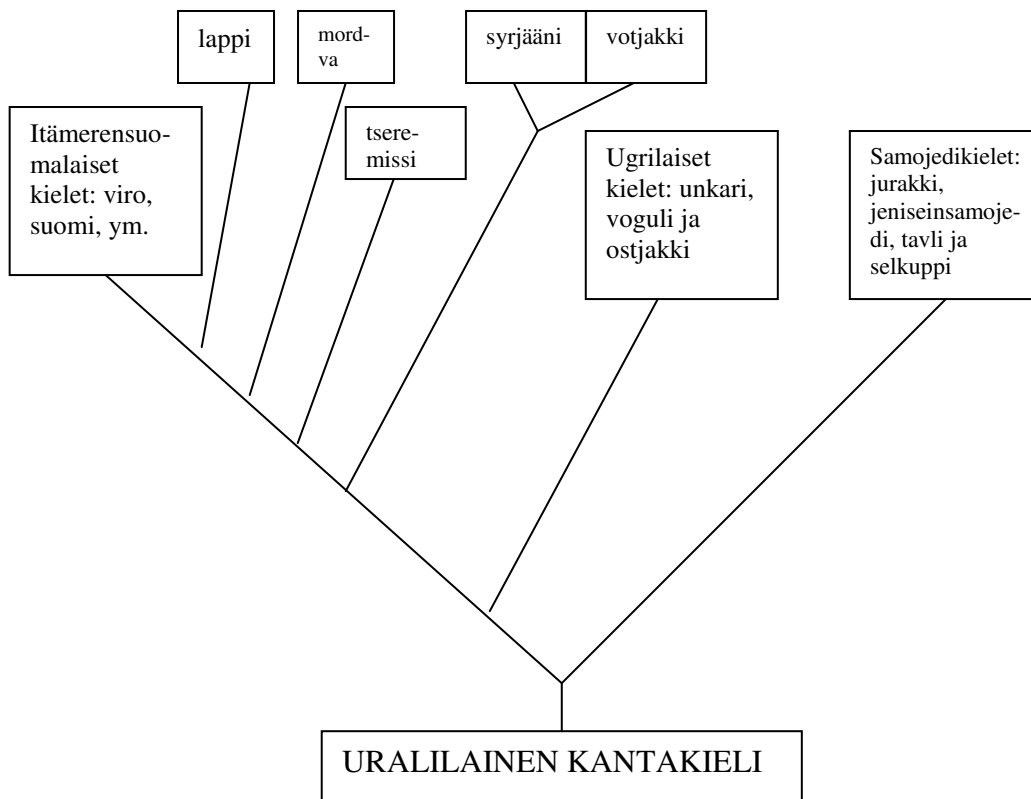 lappi
mord-
va
syrjääni
votjakki
Itämerensuo-
malaiset
kielet: viro,
suomi, ym.
tsere-
missi
Ugrilaiset
kielet: unkari,
voguli ja
ostjakki
Samojedikielet:
jurakki,
jeniseinsamoje-
di, tavli ja
selkuppi
URALILAINEN KANTAKIELI